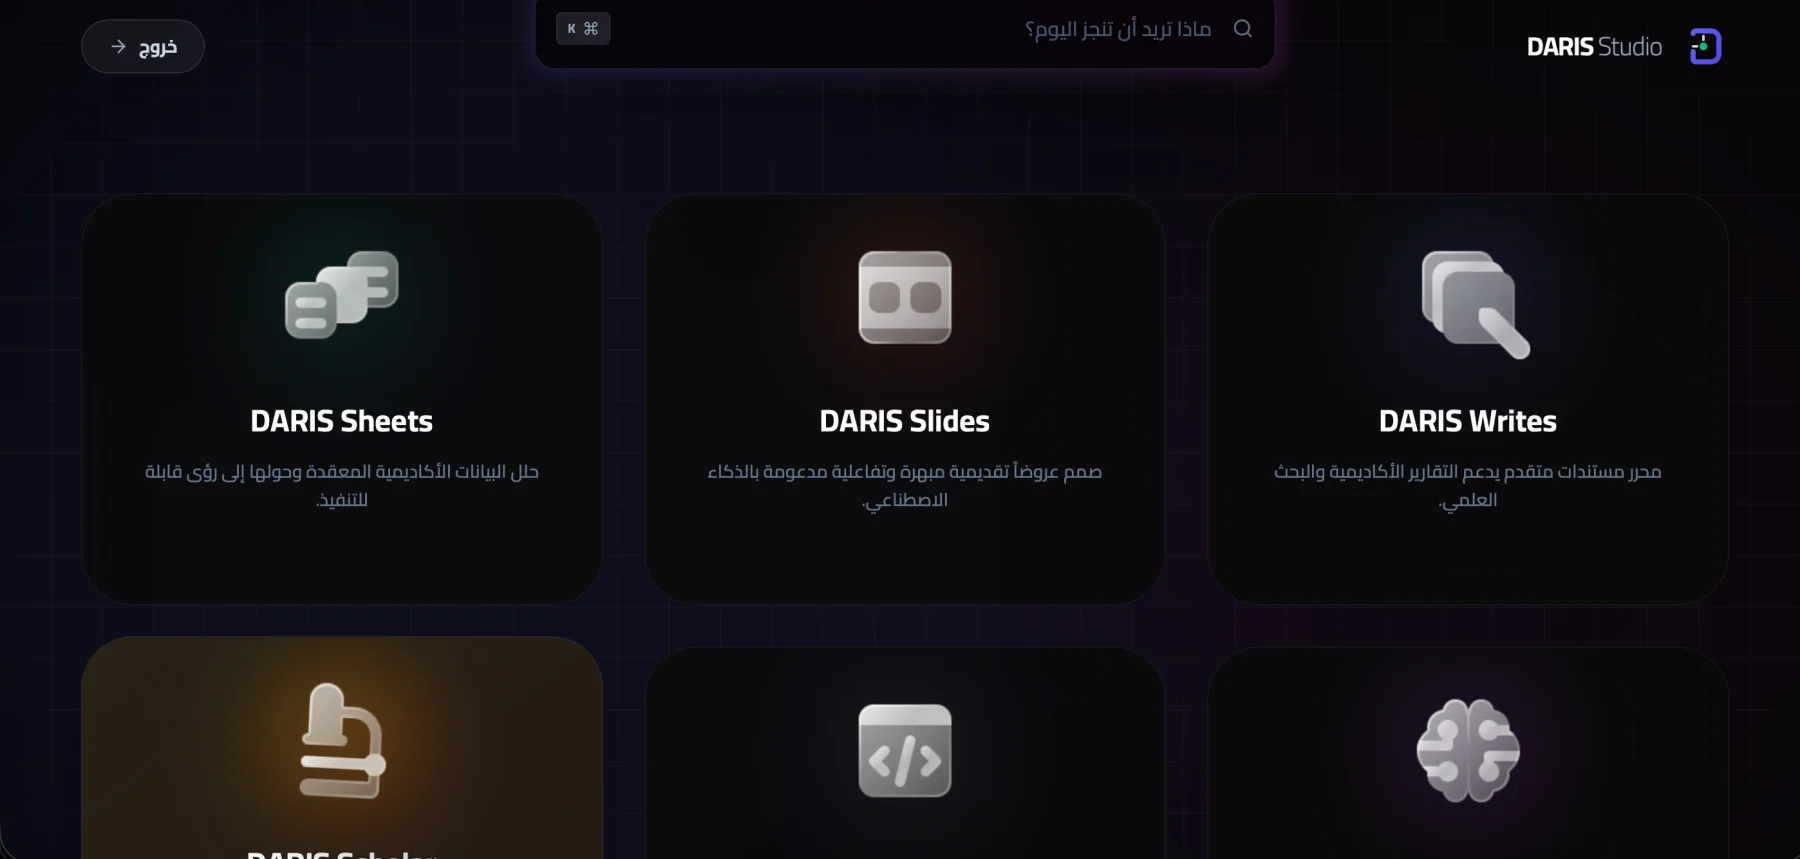 DARIS Studio
ماذا تريد أن تنجز اليوم؟
⌘ K
خروج
DARIS Writes
محرر مستندات متقدم يدعم التقارير الأكاديمية والبحث
العلمي.
DARIS Slides
صمم عروضاً تقديمية مبهرة وتفاعلية مدعومة بالذكاء
الاصطناعي.
DARIS Sheets
حلل البيانات الأكاديمية المعقدة وحولها إلى رؤى قابلة
للتنفيذ.
</> 
DARIS Scholar